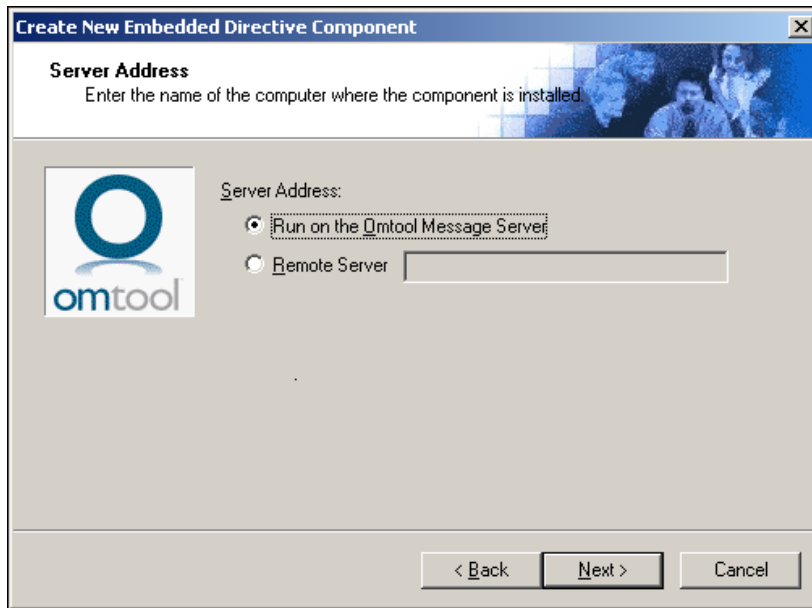 Create New Embedded Directive Component
Server Address
Enter the name of the computer where the component is installed.
Server Address:
Run on the Omtool Message Server
Remote Server
omtool
< Back
Next >
Cancel